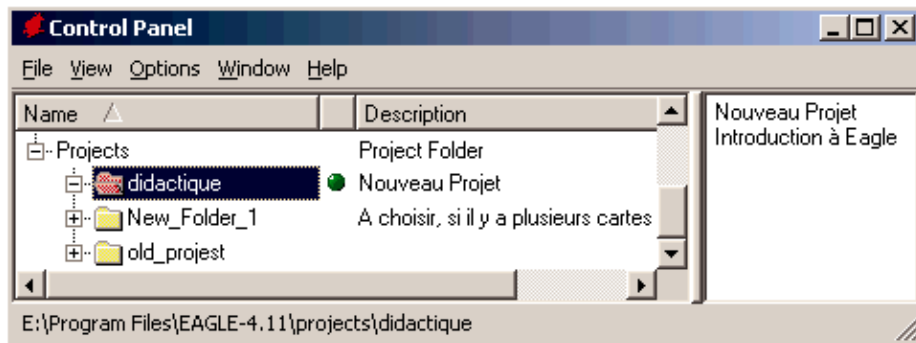 Control Panel
File View Options Window Help
Name Description
Projects Project Folder
didactique Nouveau Projet
New_Folder_1 A choisir, si il y a plusieurs cartes
old_projest
Nouveau Projet
Introduction à Eagle
E:\Program Files\EAGLE-4.11\projects\didactique